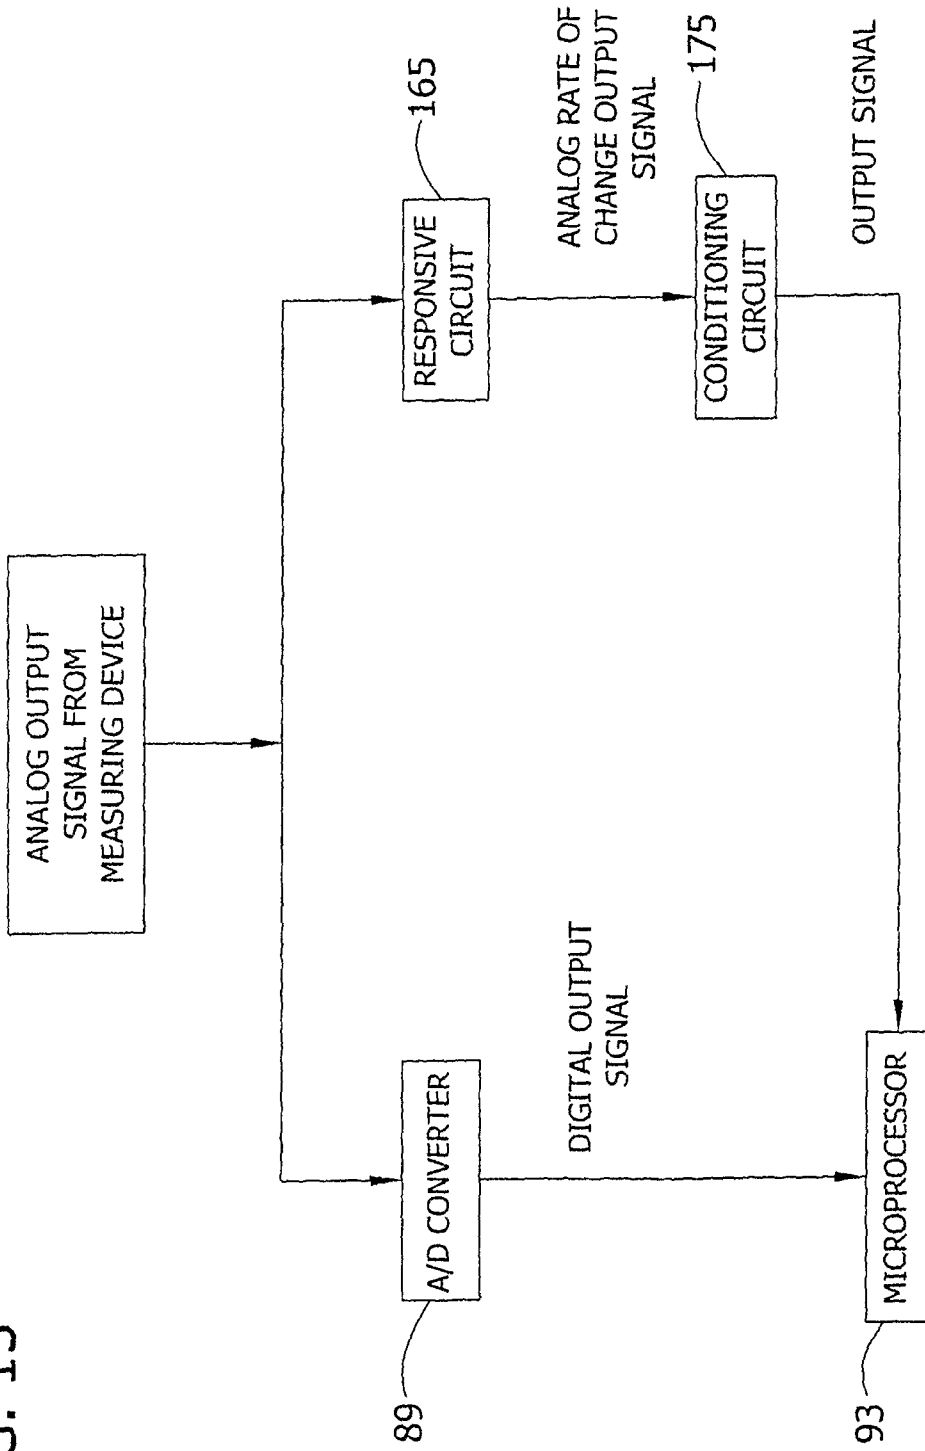 ANALOG OUTPUT
SIGNAL FROM
MEASURING DEVICE
89
A/D CONVERTER
RESPONSIVE
CIRCUIT
165
DIGITAL OUTPUT
SIGNAL
ANALOG RATE OF
CHANGE OUTPUT
SIGNAL
CONDITIONING
CIRCUIT
175
93
MICROPROCESSOR
OUTPUT SIGNAL